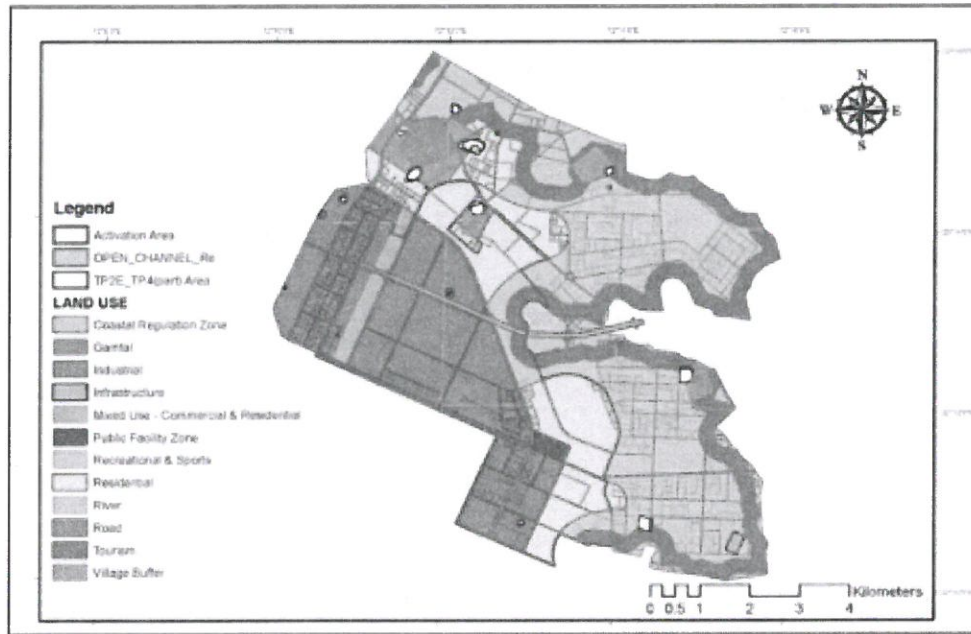 N
W E
S
Legend
Activation Area
OPEN_CHANNEL_Re
TP2E_TP4(part) Area
LAND USE
Coastal Regulation Zone
Gamtal
Industrial
Infrastructure
Mixed Use - Commercial & Residential
Public Facility Zone
Recreational & Sports
Residential
River
Road
Tourism
Village Buffer
Kilometers
0 0.5 1 2 3 4